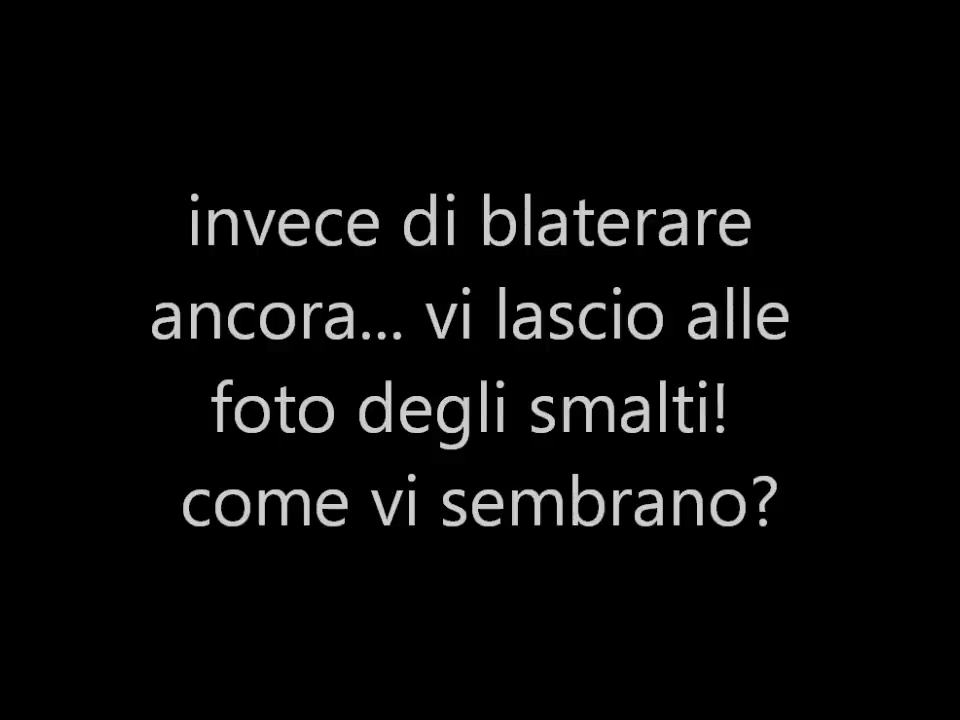 invece di blaterare
ancora... vi lascio alle
foto degli smalti!
come vi sembrano?